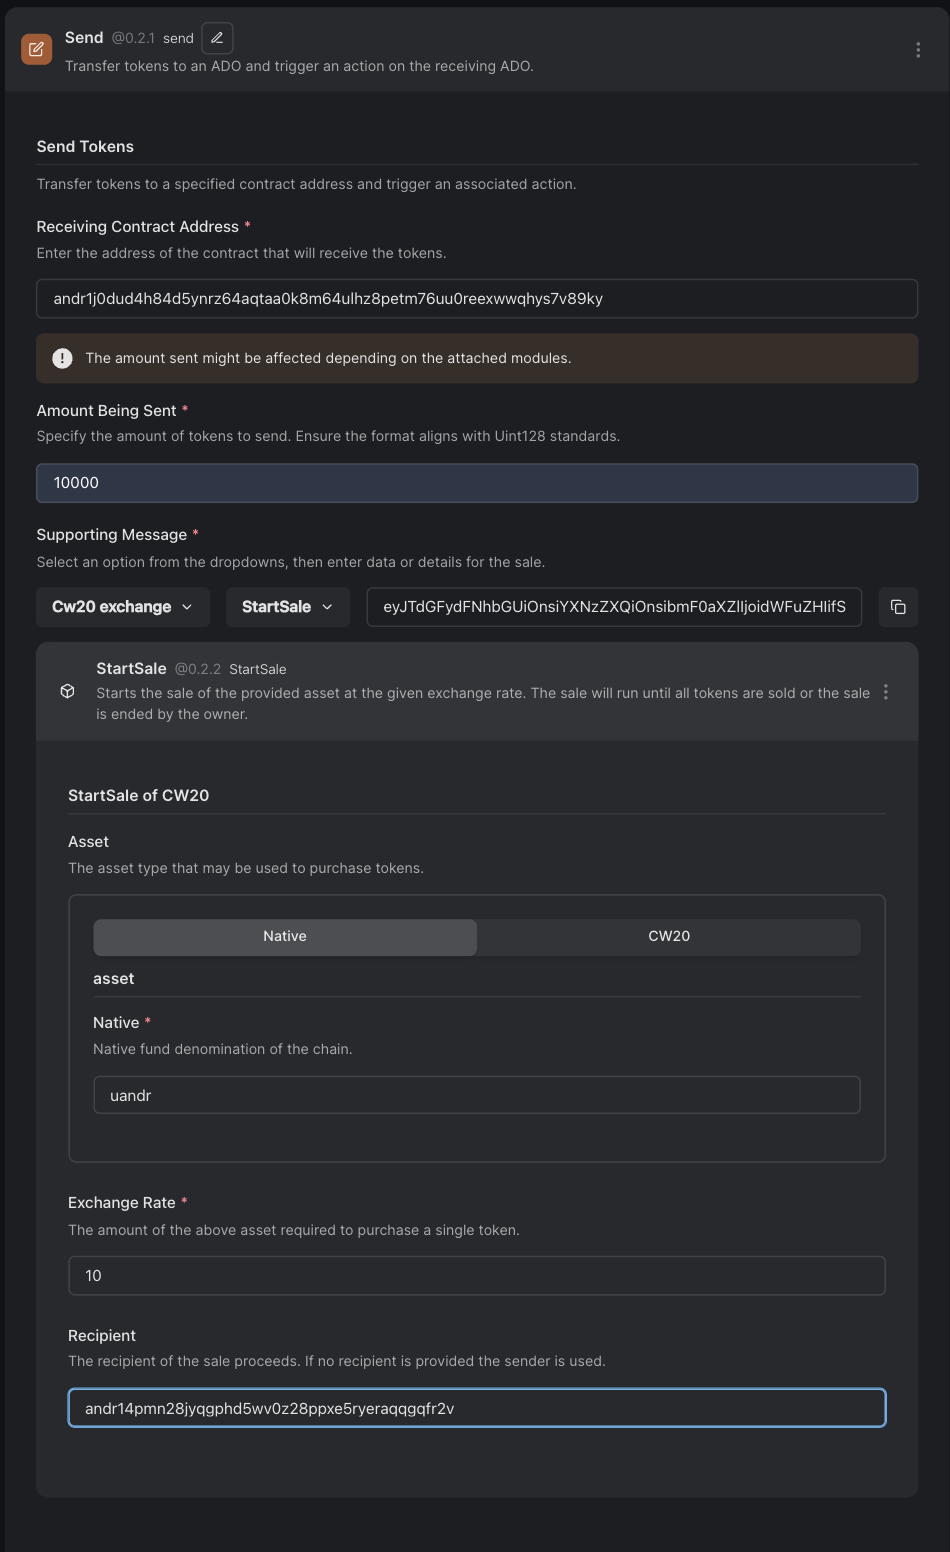 Send @0.2.1 send
Transfer tokens to an ADO and trigger an action on the receiving ADO.
Send Tokens
Transfer tokens to a specified contract address and trigger an associated action.
Receiving Contract Address *
Enter the address of the contract that will receive the tokens.
andr1j0dud4h84d5ynrz64aqtaa0k8m64ulhz8petm76uu0reexwwqhys7v89ky
! The amount sent might be affected depending on the attached modules.
Amount Being Sent *
Specify the amount of tokens to send. Ensure the format aligns with Uint128 standards.
10000
Supporting Message *
Select an option from the dropdowns, then enter data or details for the sale.
Cw20 exchange StartSale eyJTdGFydFNhbGUiOnsiYXNzZXQiOnsibmF0aXZlIjoidWFuZHIifS
StartSale @0.2.2 StartSale
Starts the sale of the provided asset at the given exchange rate. The sale will run until all tokens are sold or the sale
is ended by the owner.
StartSale of CW20
Asset
The asset type that may be used to purchase tokens.
Native CW20
asset
Native *
Native fund denomination of the chain.
uandr
Exchange Rate *
The amount of the above asset required to purchase a single token.
10
Recipient
The recipient of the sale proceeds. If no recipient is provided the sender is used.
andr14pmn28jyqgphd5wv0z28ppxe5ryeraqqgqfr2v